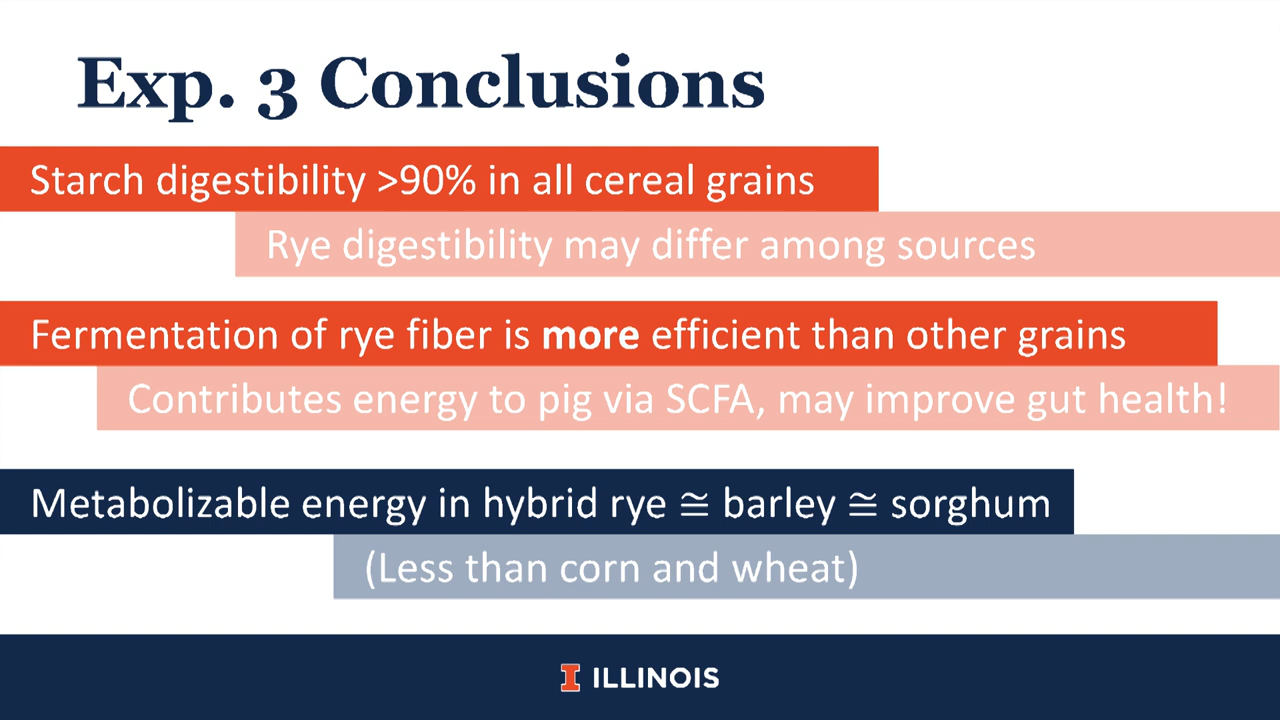 Exp. 3 Conclusions
Starch digestibility >90% in all cereal grains
Rye digestibility may differ among sources
Fermentation of rye fiber is more efficient than other grains
Contributes energy to pig via SCFA, may improve gut health!
Metabolizable energy in hybrid rye ≅ barley ≅ sorghum
(Less than corn and wheat)
I ILLINOIS